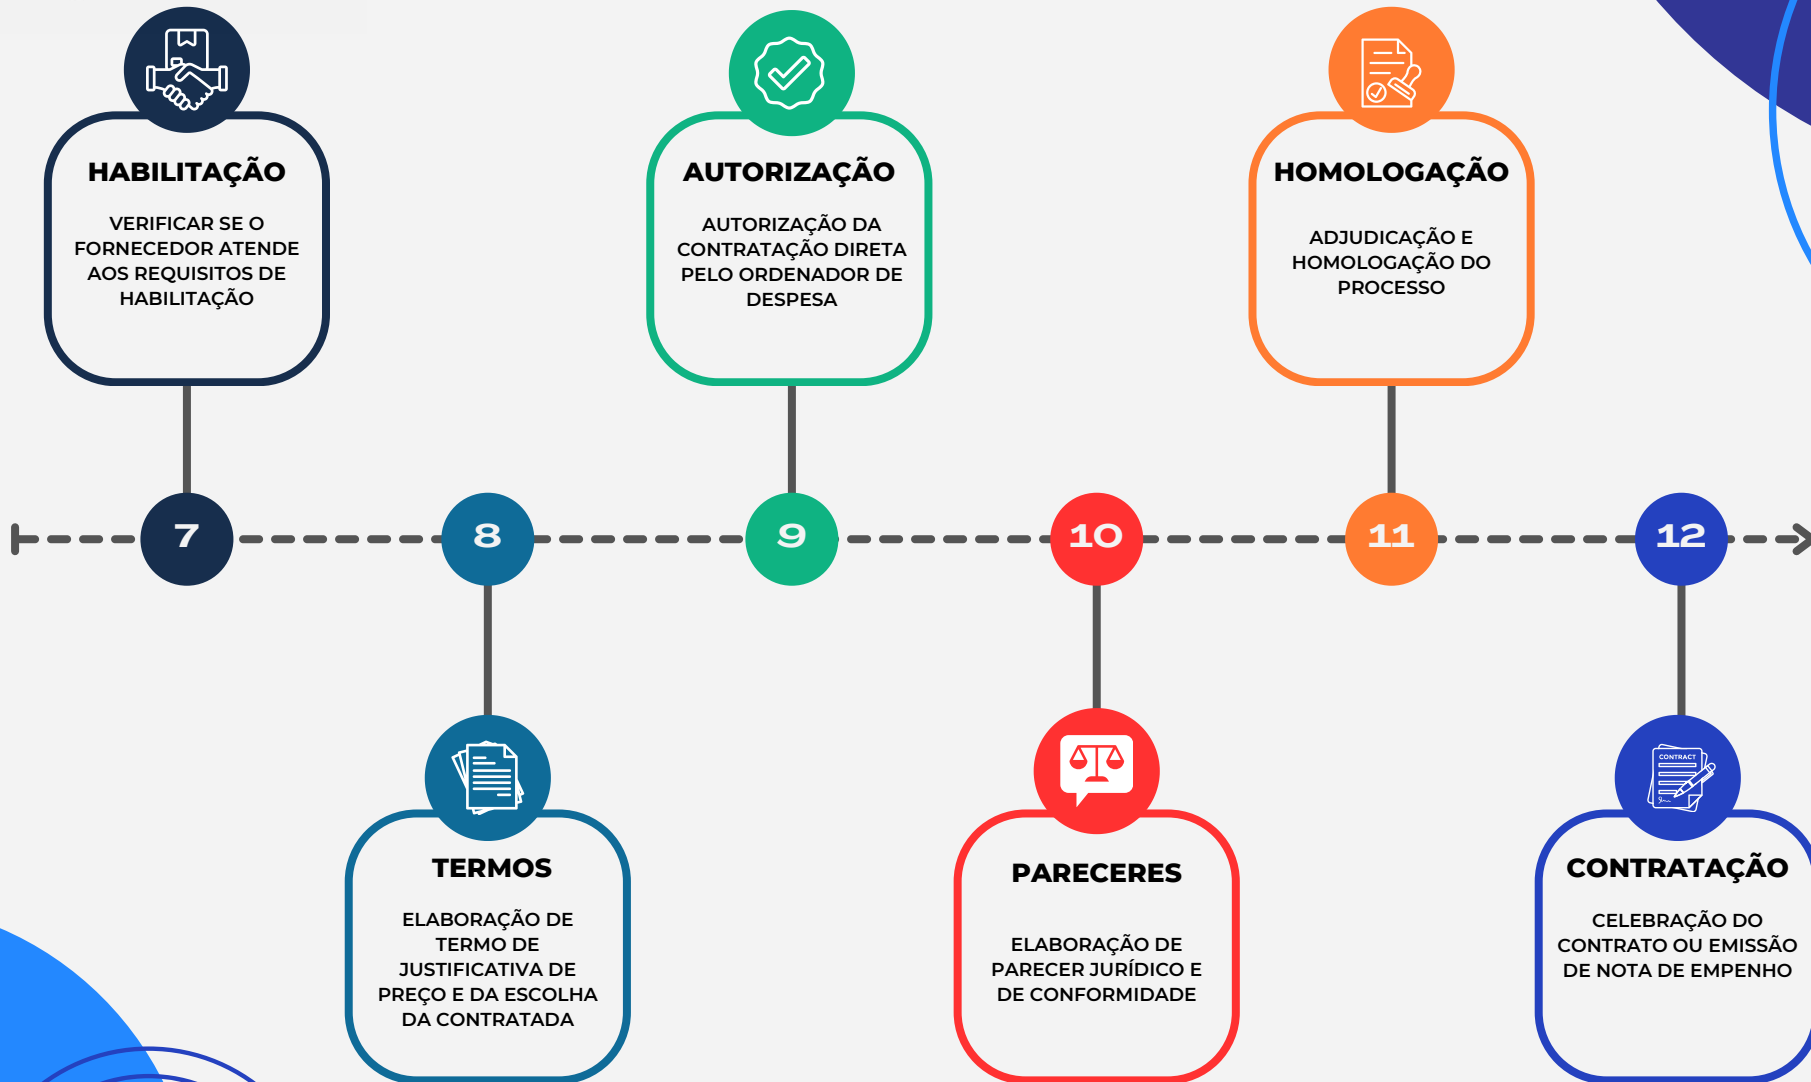 HABILITAÇÃO
VERIFICAR SE O
FORNECEDOR ATENDE
AOS REQUISITOS DE
HABILITAÇÃO
AUTORIZAÇÃO
AUTORIZAÇÃO DA
CONTRATAÇÃO DIRETA
PELO ORDENADOR DE
DESPESA
HOMOLOGAÇÃO
ADJUDICAÇÃO E
HOMOLOGAÇÃO DO
PROCESSO
7
8
9
10
11
12
TERMOS
ELABORAÇÃO DE
TERMO DE
JUSTIFICATIVA DE
PREÇO E DA ESCOLHA
DA CONTRATADA
PARECERES
ELABORAÇÃO DE
PARECER JURÍDICO E
DE CONFORMIDADE
CONTRACT
CONTRATAÇÃO
CELEBRAÇÃO DO
CONTRATO OU EMISSÃO
DE NOTA DE EMPENHO